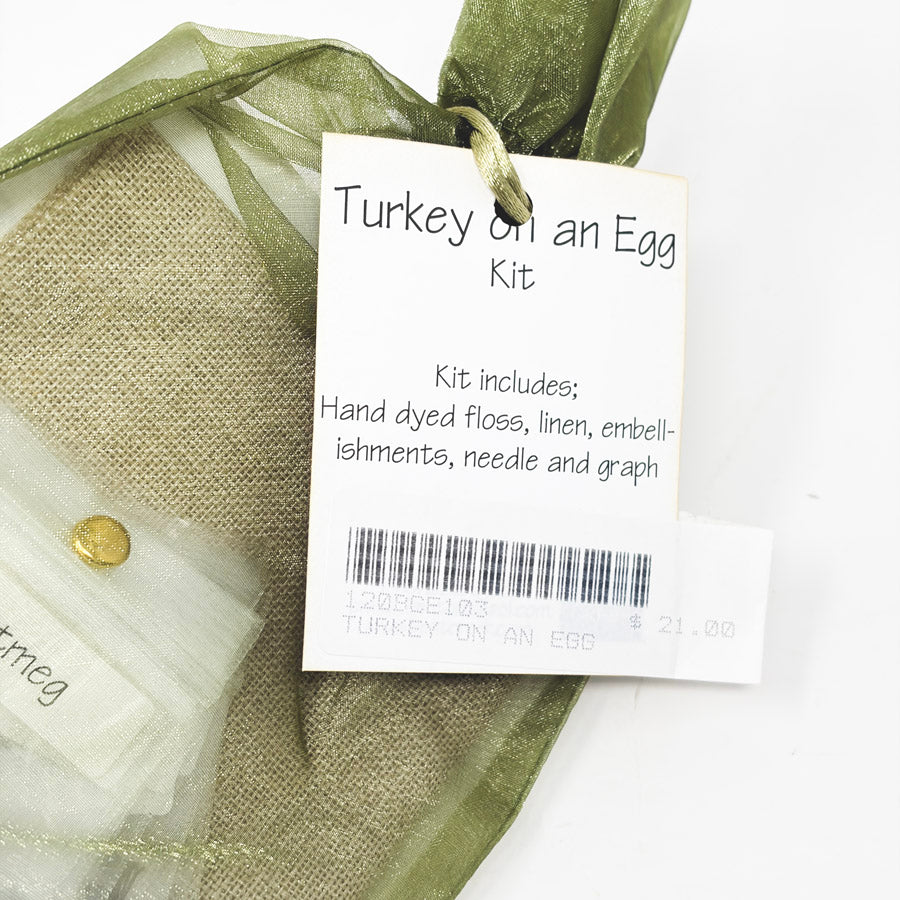 Turkey on an Egg
Kit
Kit includes;
Hand dyed floss, linen, embell-
ishments, needle and graph
120BCE103
$ 21.00
TURKEY ON AN EGG